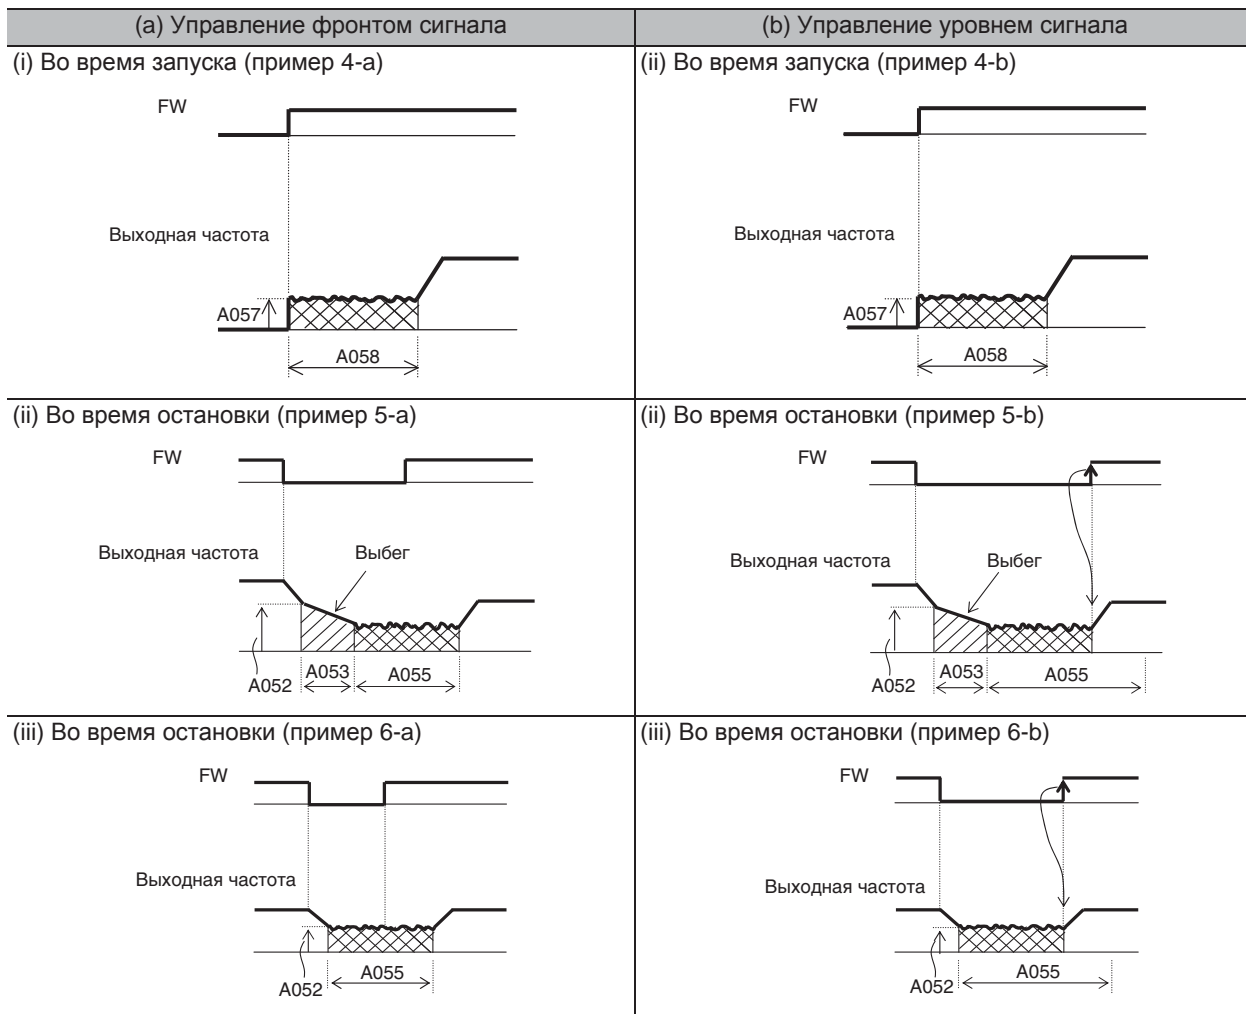 (a) Управление фронтом сигнала
(b) Управление уровнем сигнала
(i) Во время запуска (пример 4-a)
FW
Выходная частота
A057
A058
(ii) Во время запуска (пример 4-b)
FW
Выходная частота
A057
A058
(ii) Во время остановки (пример 5-a)
FW
Выходная частота
Выбег
A052
A053
A055
(ii) Во время остановки (пример 5-b)
FW
Выходная частота
Выбег
A052
A053
A055
(iii) Во время остановки (пример 6-a)
FW
Выходная частота
A052
A055
(iii) Во время остановки (пример 6-b)
FW
Выходная частота
A052
A055